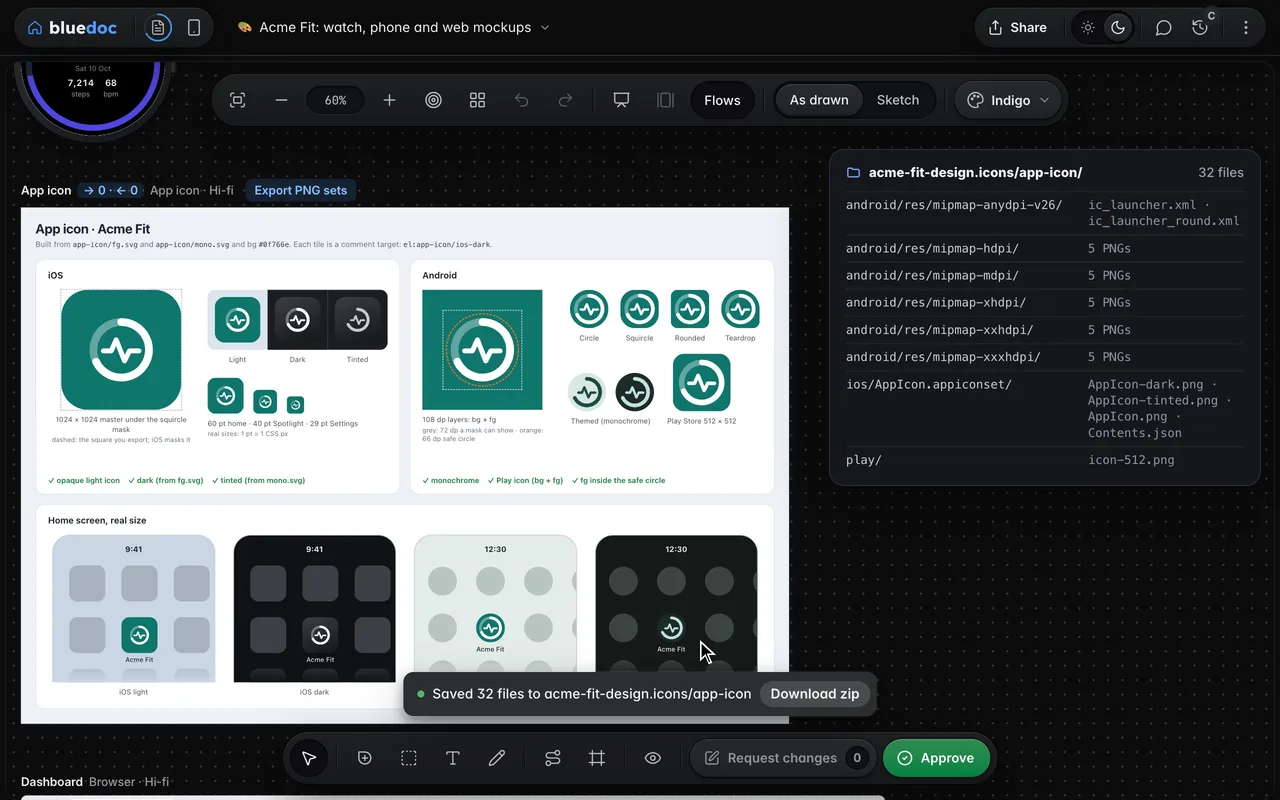 bluedoc
Acme Fit: watch, phone and web mockups
Share
C
Sat 10 Oct
7,214 68
steps bpm
60%
Flows
As drawn
Sketch
Indigo
App icon → 0 · ← 0 App icon · Hi-fi Export PNG sets
App icon · Acme Fit
Built from app-icon/fg.svg and app-icon/mono.svg and bg #0f766e. Each tile is a comment target: el:app-icon/ios-dark.
iOS
Light Dark Tinted
1024 × 1024 master under the squircle
mask
dashed: the square you export; iOS masks it
60 pt home · 40 pt Spotlight · 29 pt Settings
real sizes: 1 pt = 1 CSS px
✓ opaque light icon ✓ dark (from fg.svg) ✓ tinted (from mono.svg)
Android
Circle Squircle Rounded Teardrop
108 dp layers: bg + fg
grey: 72 dp a mask can show · orange:
66 dp safe circle
Themed (monochrome) Play Store 512 × 512
✓ monochrome ✓ Play icon (bg + fg) ✓ fg inside the safe circle
Home screen, real size
9:41 9:41 12:30 12:30
Acme Fit Acme Fit Acme Fit Acme Fit
iOS light iOS dark
acme-fit-design.icons/app-icon/ 32 files
android/res/mipmap-anydpi-v26/ ic_launcher.xml ·
ic_launcher_round.xml
android/res/mipmap-hdpi/ 5 PNGs
android/res/mipmap-mdpi/ 5 PNGs
android/res/mipmap-xhdpi/ 5 PNGs
android/res/mipmap-xxhdpi/ 5 PNGs
android/res/mipmap-xxxhdpi/ 5 PNGs
ios/AppIcon.appiconset/ AppIcon-dark.png ·
AppIcon-tinted.png ·
AppIcon.png ·
Contents.json
play/ icon-512.png
Saved 32 files to acme-fit-design.icons/app-icon Download zip
Request changes 0
Approve
Dashboard Browser · Hi-fi